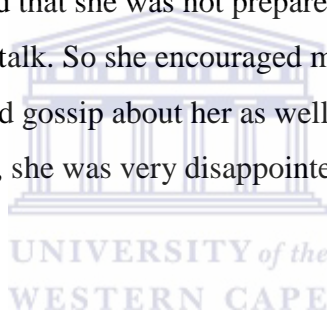 d that she was not prepare
talk. So she encouraged m
d gossip about her as well
, she was very disappointe
UNIVERSITY of the
WESTERN CAPE